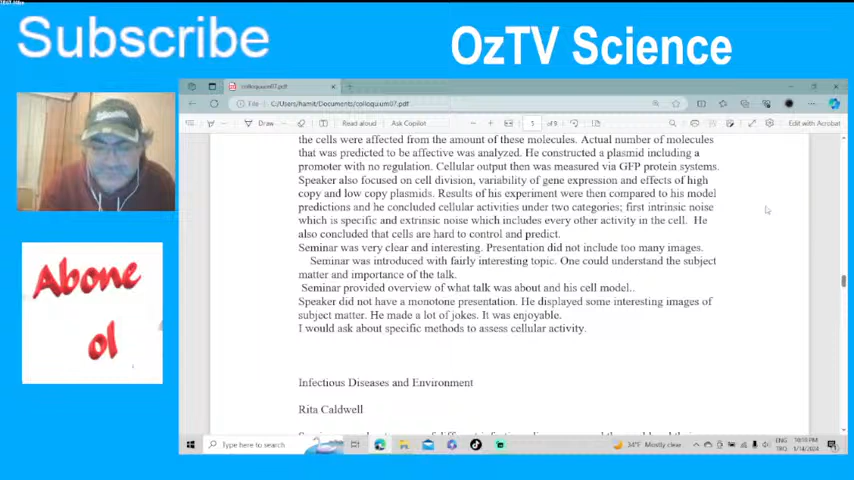 Subscribe
OzTV Science
colloquium07.pdf
C:/Users/hamit/Documents/colloquium07.pdf
Draw
Read aloud
Ask Copilot
5 of 9
Edit with Acrobat
the cells were affected from the amount of these molecules. Actual number of molecules
that was predicted to be affective was analyzed. He constructed a plasmid including a
promoter with no regulation. Cellular output then was measured via GFP protein systems.
Speaker also focused on cell division, variability of gene expression and effects of high
copy and low copy plasmids. Results of his experiment were then compared to his model
predictions and he concluded cellular activities under two categories; first intrinsic noise
which is specific and extrinsic noise which includes every other activity in the cell. He
also concluded that cells are hard to control and predict.
Seminar was very clear and interesting. Presentation did not include too many images.
Seminar was introduced with fairly interesting topic. One could understand the subject
matter and importance of the talk.
Seminar provided overview of what talk was about and his cell model..
Speaker did not have a monotone presentation. He displayed some interesting images of
subject matter. He made a lot of jokes. It was enjoyable.
I would ask about specific methods to assess cellular activity.
Infectious Diseases and Environment
Rita Caldwell
Abone
ol
Type here to search
34°F Mostly clear
ENG
1/14/2024